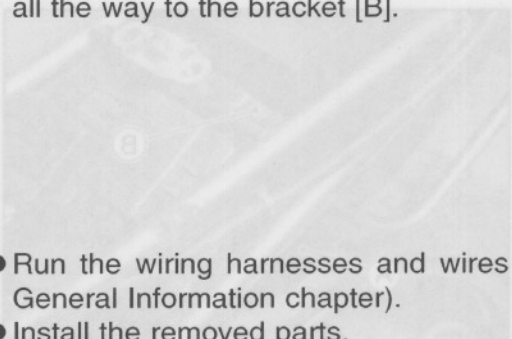 all the way to the bracket [B].
● Run the wiring harnesses and wires
General Information chapter).
● Install the removed parts.